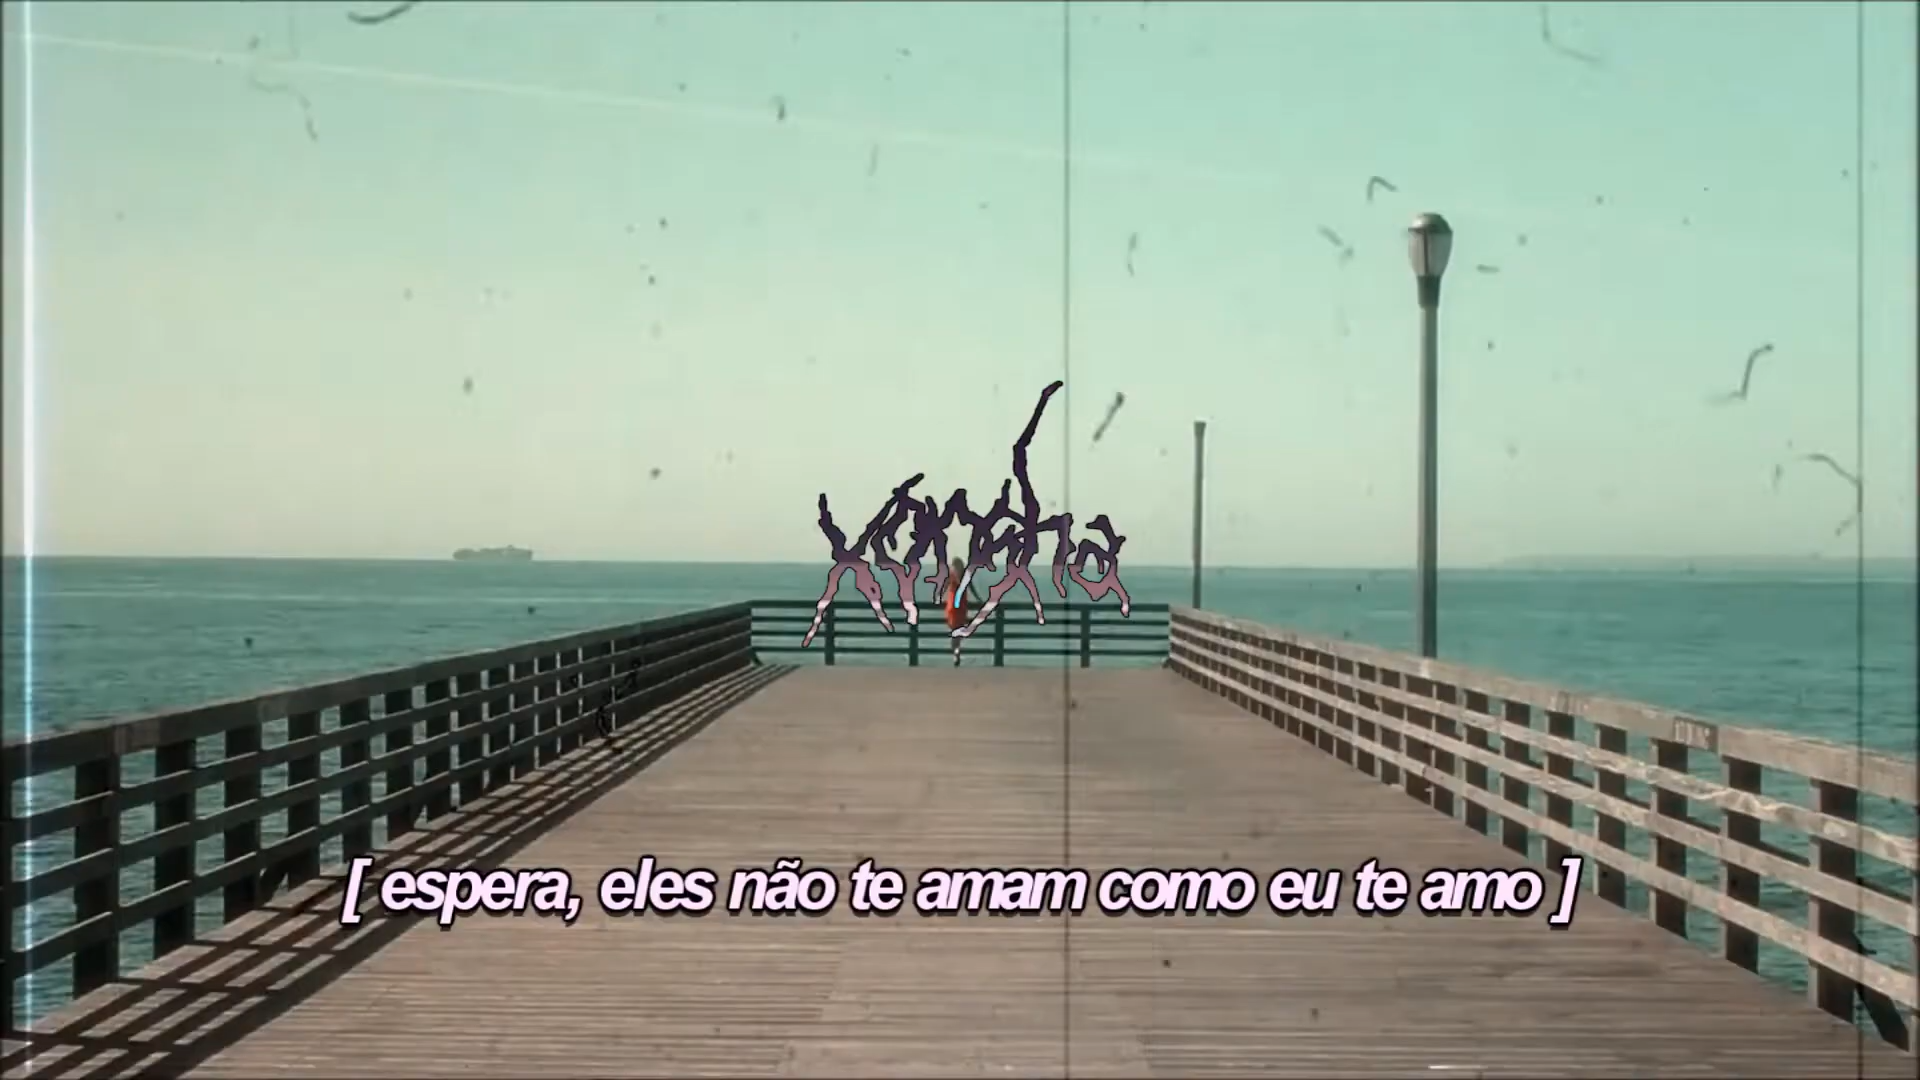 [ espera, eles não te amam como eu te amo ]